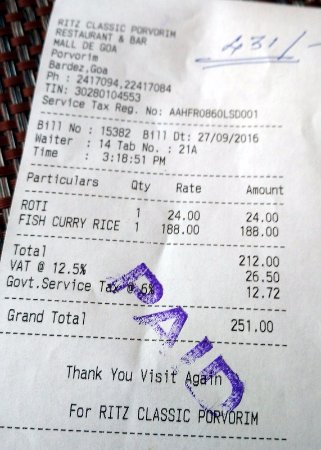 RITZ CLASSIC PORVORIM
RESTAURANT & BAR
MALL DE GOA
Porvorim
Bardez,Goa
Ph : 2417094,22417084
TIN: 30280104553
Service Tax Reg. No: AAHFR0860LSD001
431/-
Bill No : 15382 Bill Dt: 27/09/2016
Waiter : 14 Tab No. : 21A
Time : 3:18:51 PM
Particulars Qty Rate Amount
ROTI 1 24.00 24.00
FISH CURRY RICE 1 188.00 188.00
Total 212.00
VAT @ 12.5% 26.50
Govt.Service Tax @ 6% 12.72
Grand Total 251.00
PAID
Thank You Visit Again
For RITZ CLASSIC PORVORIM